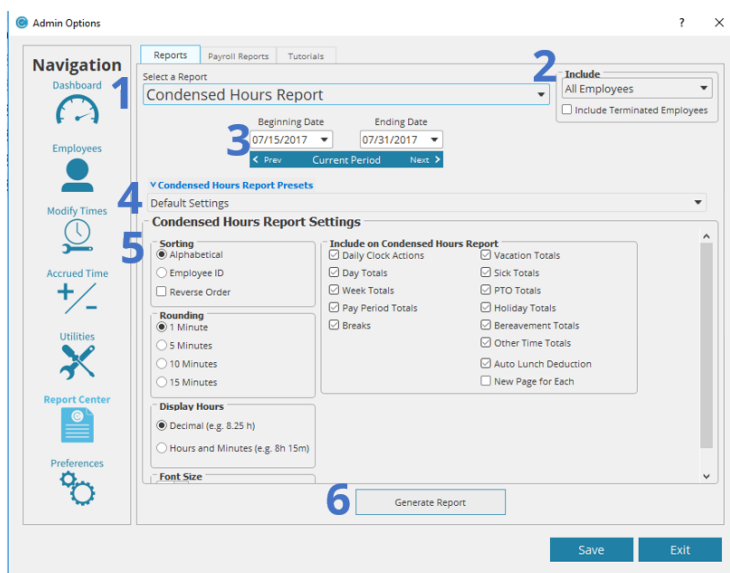 Admin Options
? ×
Navigation
Dashboard
Employees
Modify Times
Accrued Time
Utilities
Report Center
Preferences
Reports Payroll Reports Tutorials
1
Select a Report
Condensed Hours Report
2
Include
All Employees
Include Terminated Employees
3
Beginning Date Ending Date
07/15/2017 07/31/2017
< Prev Current Period Next >
4
Condensed Hours Report Presets
Default Settings
5
Condensed Hours Report Settings
Sorting
Alphabetical
Employee ID
Reverse Order
Rounding
1 Minute
5 Minutes
10 Minutes
15 Minutes
Display Hours
Decimal (e.g. 8.25 h)
Hours and Minutes (e.g. 8h 15m)
Font Size
Include on Condensed Hours Report
Daily Clock Actions
Day Totals
Week Totals
Pay Period Totals
Breaks
Vacation Totals
Sick Totals
PTO Totals
Holiday Totals
Bereavement Totals
Other Time Totals
Auto Lunch Deduction
New Page for Each
6
Generate Report
Save Exit